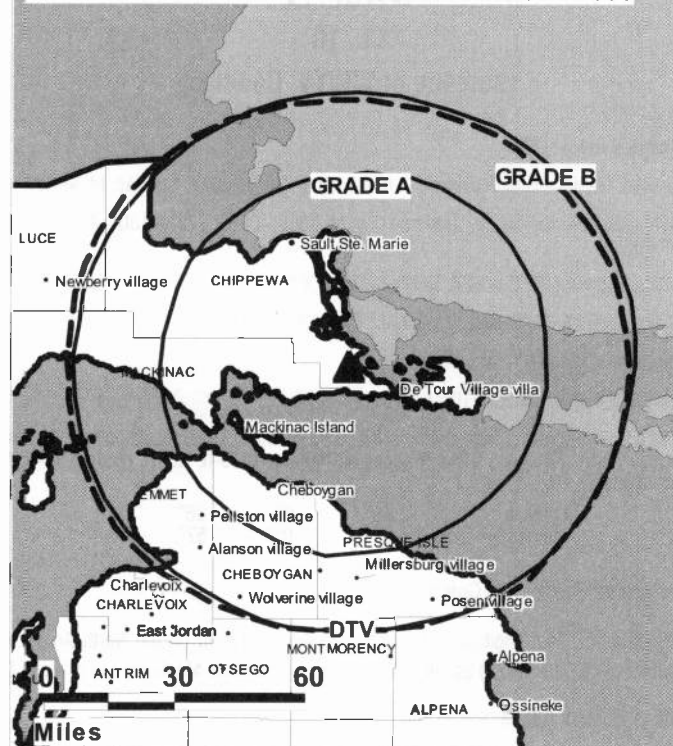 GRADE A
GRADE B
LUCE
Sault Ste. Marie
Newberry village
CHIPPEWA
De Tour Village villa
Mackinac Island
Cheboygan
EMMET
Pellston village
PRESQUE ISLE
Alanson village
Millersburg village
CHEBOYGAN
Charlevoix
Wolverine village
Posen village
CHARLEVOIX
DTV
East Jordan
MONTMORENCY
Alpena
ANTRIM
OTSEGO
0 30 60
Ossineke
ALPENA
Miles